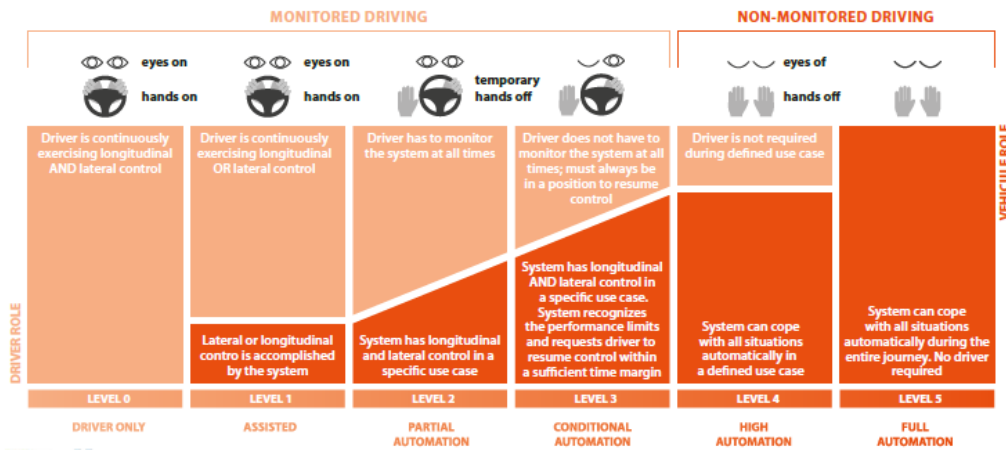 MONITORED DRIVING
NON-MONITORED DRIVING
eyes on
hands on
eyes on
hands on
temporary
hands off
eyes of
hands off
Driver is continuously
exercising longitudinal
AND lateral control
Driver is continuously
exercising longitudinal
OR lateral control
Driver has to monitor
the system at all times
Driver does not have to
monitor the system at all
times; must always be
in a position to resume
control
Driver is not required
during defined use case
VEHICULE ROLE
DRIVER ROLE
Lateral or longitudinal
contro is accomplished
by the system
System has longitudinal
and lateral control in a
specific use case
System has longitudinal
AND lateral control in
a specific use case.
System recognizes
the performance limits
and requests driver to
resume control within
a sufficient time margin
System can cope
with all situations
automatically in
a defined use case
System can cope
with all situations
automatically during the
entire journey. No driver
required
LEVEL 0
LEVEL 1
LEVEL 2
LEVEL 3
LEVEL 4
LEVEL 5
DRIVER ONLY
ASSISTED
PARTIAL
AUTOMATION
CONDITIONAL
AUTOMATION
HIGH
AUTOMATION
FULL
AUTOMATION